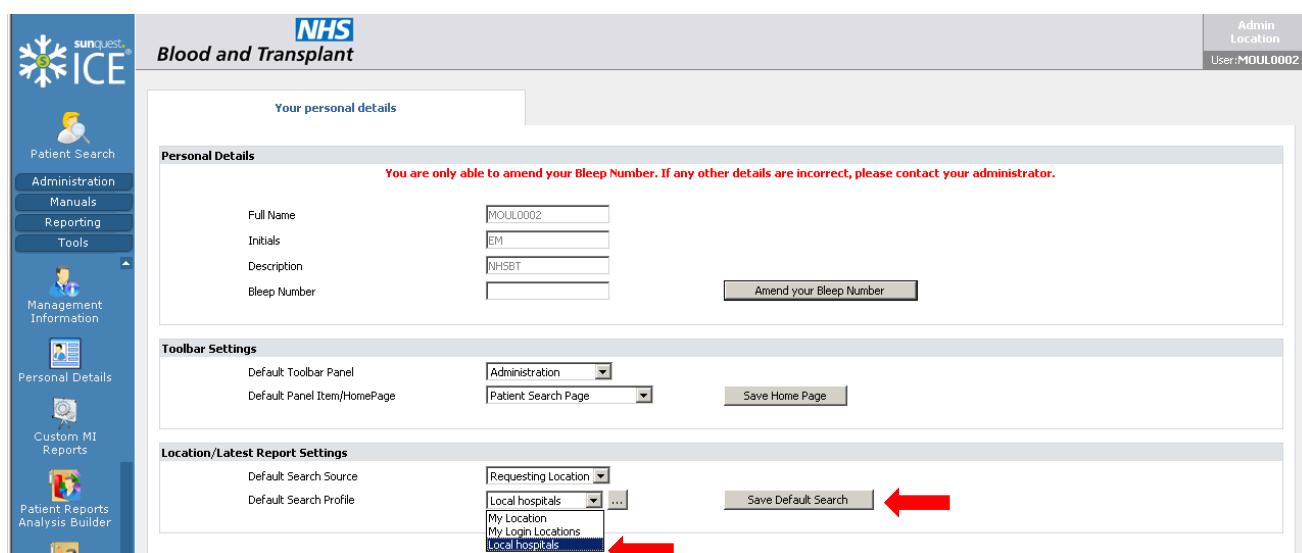 sunquest.
ICE
NHS
Blood and Transplant
Admin
Location
User:MOUL0002
Your personal details
Patient Search
Administration
Manuals
Reporting
Tools
Management
Information
Personal Details
Custom MI
Reports
Patient Reports
Analysis Builder
Personal Details
You are only able to amend your Bleep Number. If any other details are incorrect, please contact your administrator.
Full Name MOUL0002
Initials EM
Description NHSBT
Bleep Number Amend your Bleep Number
Toolbar Settings
Default Toolbar Panel Administration
Default Panel Item/HomePage Patient Search Page Save Home Page
Location/Latest Report Settings
Default Search Source Requesting Location
Default Search Profile Local hospitals ... Save Default Search
My Location
My Login Locations
Local hospitals